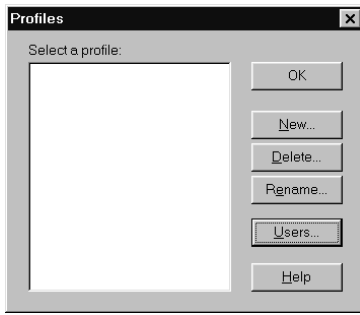 Profiles
Select a profile:
OK
New...
Delete...
Rename...
Users...
Help